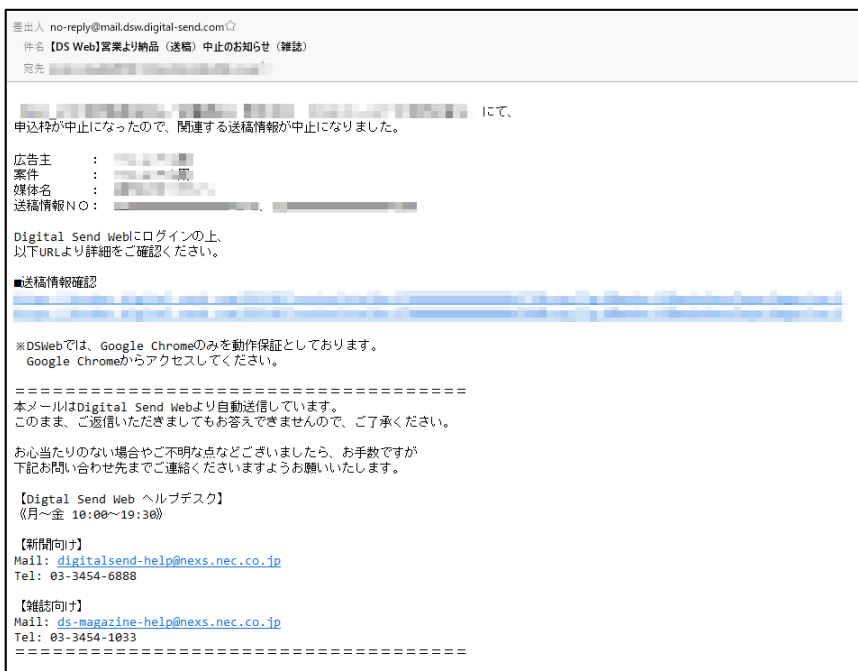 差出人 no-reply@mail.dsw.digital-send.com☆
件名 【DS Web】営業より納品（送稿）中止のお知らせ（雑誌）
宛先
にて、
申込枠が中止になったので、関連する送稿情報が中止になりました。
広告主 ：
案件 ：
媒体名 ：
送稿情報ＮＯ： 、
Digital Send Webにログインの上、
以下URLより詳細をご確認ください。
■送稿情報確認
※DSWebでは、Google Chromeのみを動作保証としております。
Google Chromeからアクセスしてください。
＝＝＝＝＝＝＝＝＝＝＝＝＝＝＝＝＝＝＝＝＝＝＝＝＝＝＝＝＝＝＝＝＝＝＝＝
本メールはDigital Send Webより自動送信しています。
このまま、ご返信いただきましてもお答えできませんので、ご了承ください。
お心当たりのない場合やご不明な点などございましたら、お手数ですが
下記お問い合わせ先までご連絡くださいますようお願いいたします。
【Digtal Send Web ヘルプデスク】
《月～金 10:00～19:30》
【新聞向け】
Mail: digitalsend-help@nexs.nec.co.jp
Tel: 03-3454-6888
【雑誌向け】
Mail: ds-magazine-help@nexs.nec.co.jp
Tel: 03-3454-1033
＝＝＝＝＝＝＝＝＝＝＝＝＝＝＝＝＝＝＝＝＝＝＝＝＝＝＝＝＝＝＝＝＝＝＝＝